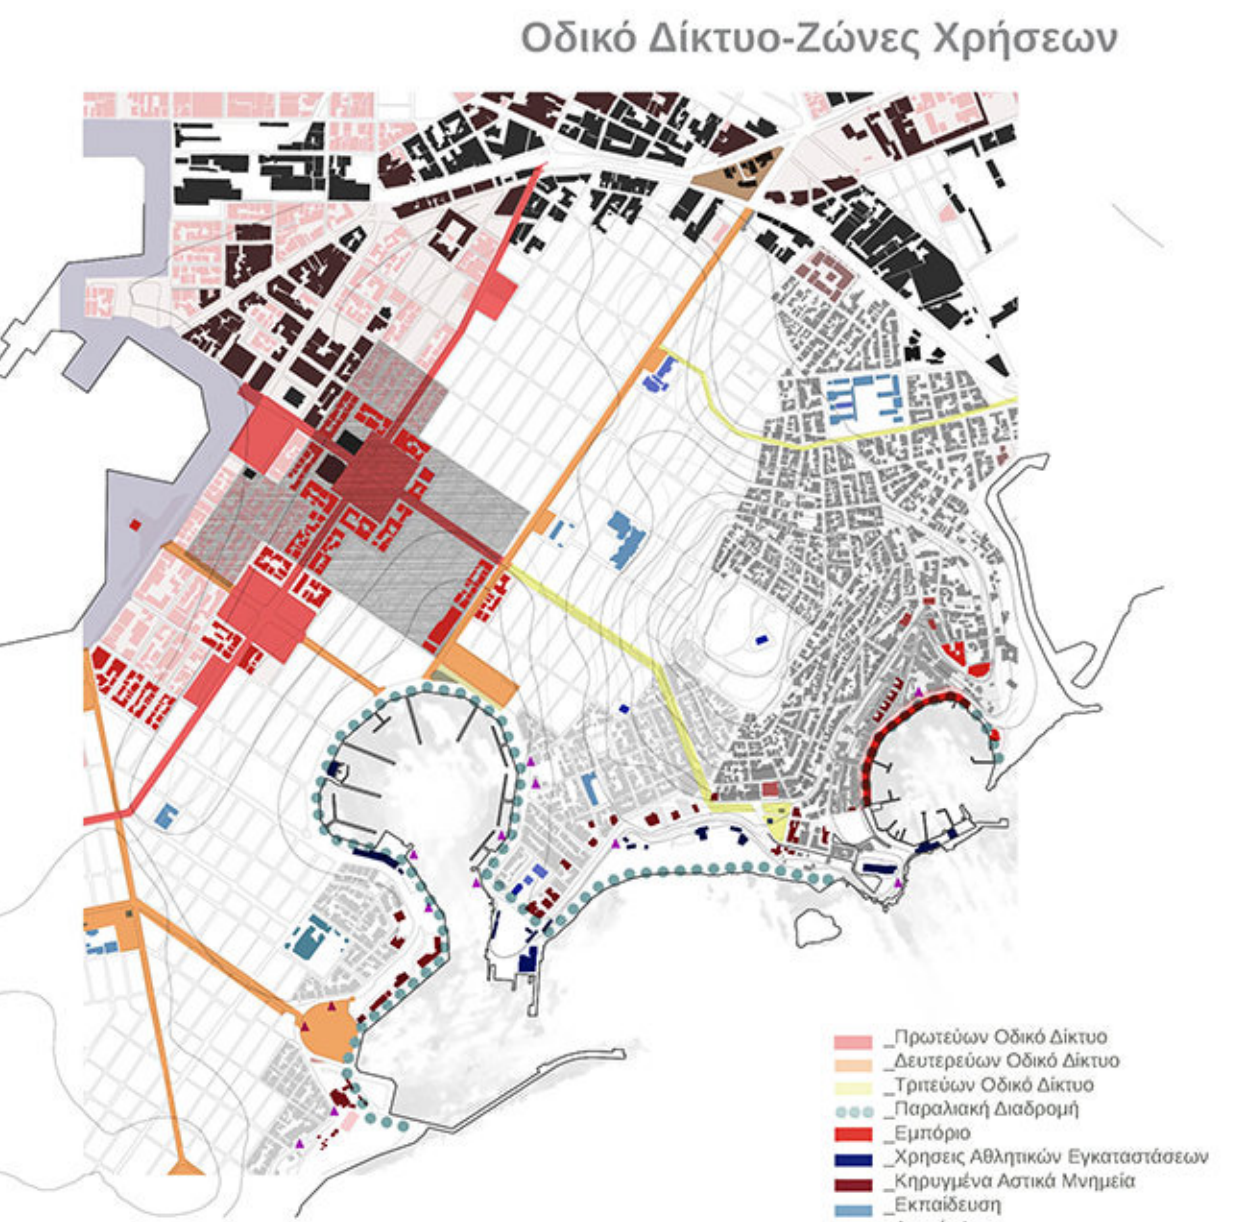 Οδικό Δίκτυο-Ζώνες Χρήσεων
_Πρωτεύων Οδικό Δίκτυο
_Δευτερεύων Οδικό Δίκτυο
_Τριτεύων Οδικό Δίκτυο
_Παραλιακή Διαδρομή
_Εμπόριο
_Χρησεις Αθλητικών Εγκαταστάσεων
_Κηρυγμένα Αστικά Μνημεία
_Εκπαίδευση